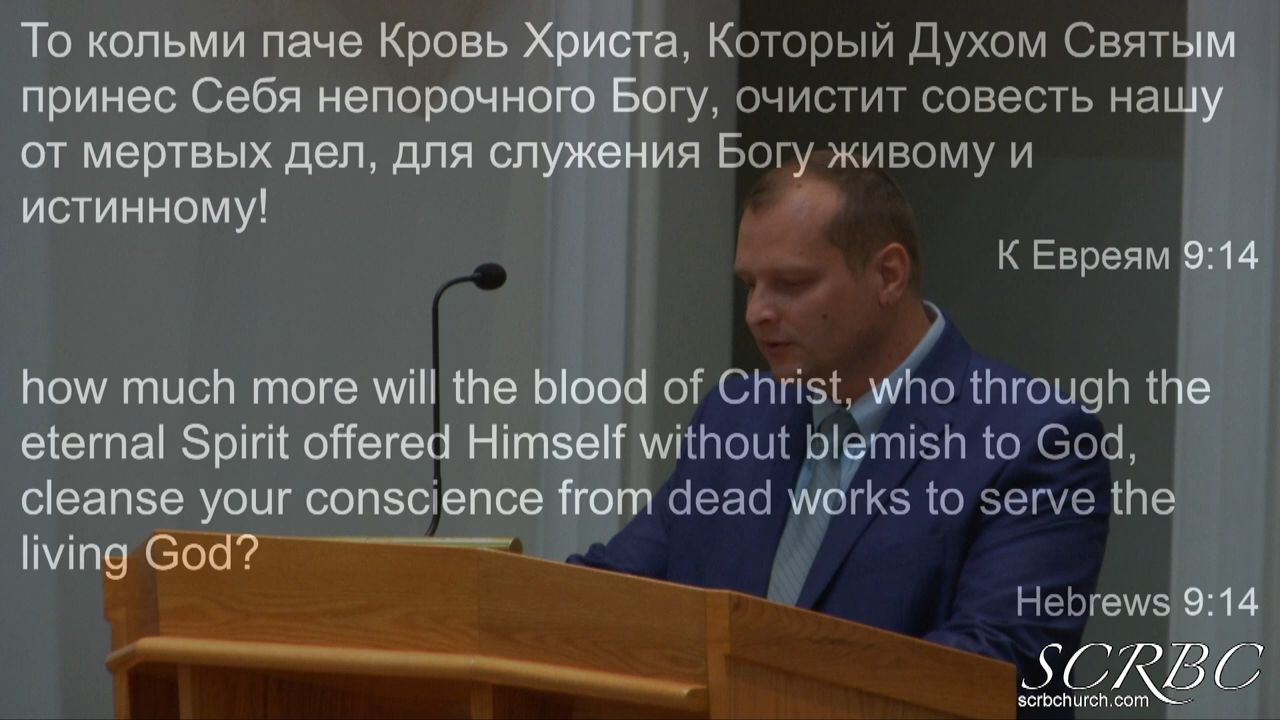 То кольми паче Кровь Христа, Который Духом Святым
принес Себя непорочного Богу, очистит совесть нашу
от мертвых дел, для служения Богу живому и
истинному!
К Евреям 9:14
how much more will the blood of Christ, who through the
eternal Spirit offered Himself without blemish to God,
cleanse your conscience from dead works to serve the
living God?
Hebrews 9:14
SCRBC
scrbchurch.com